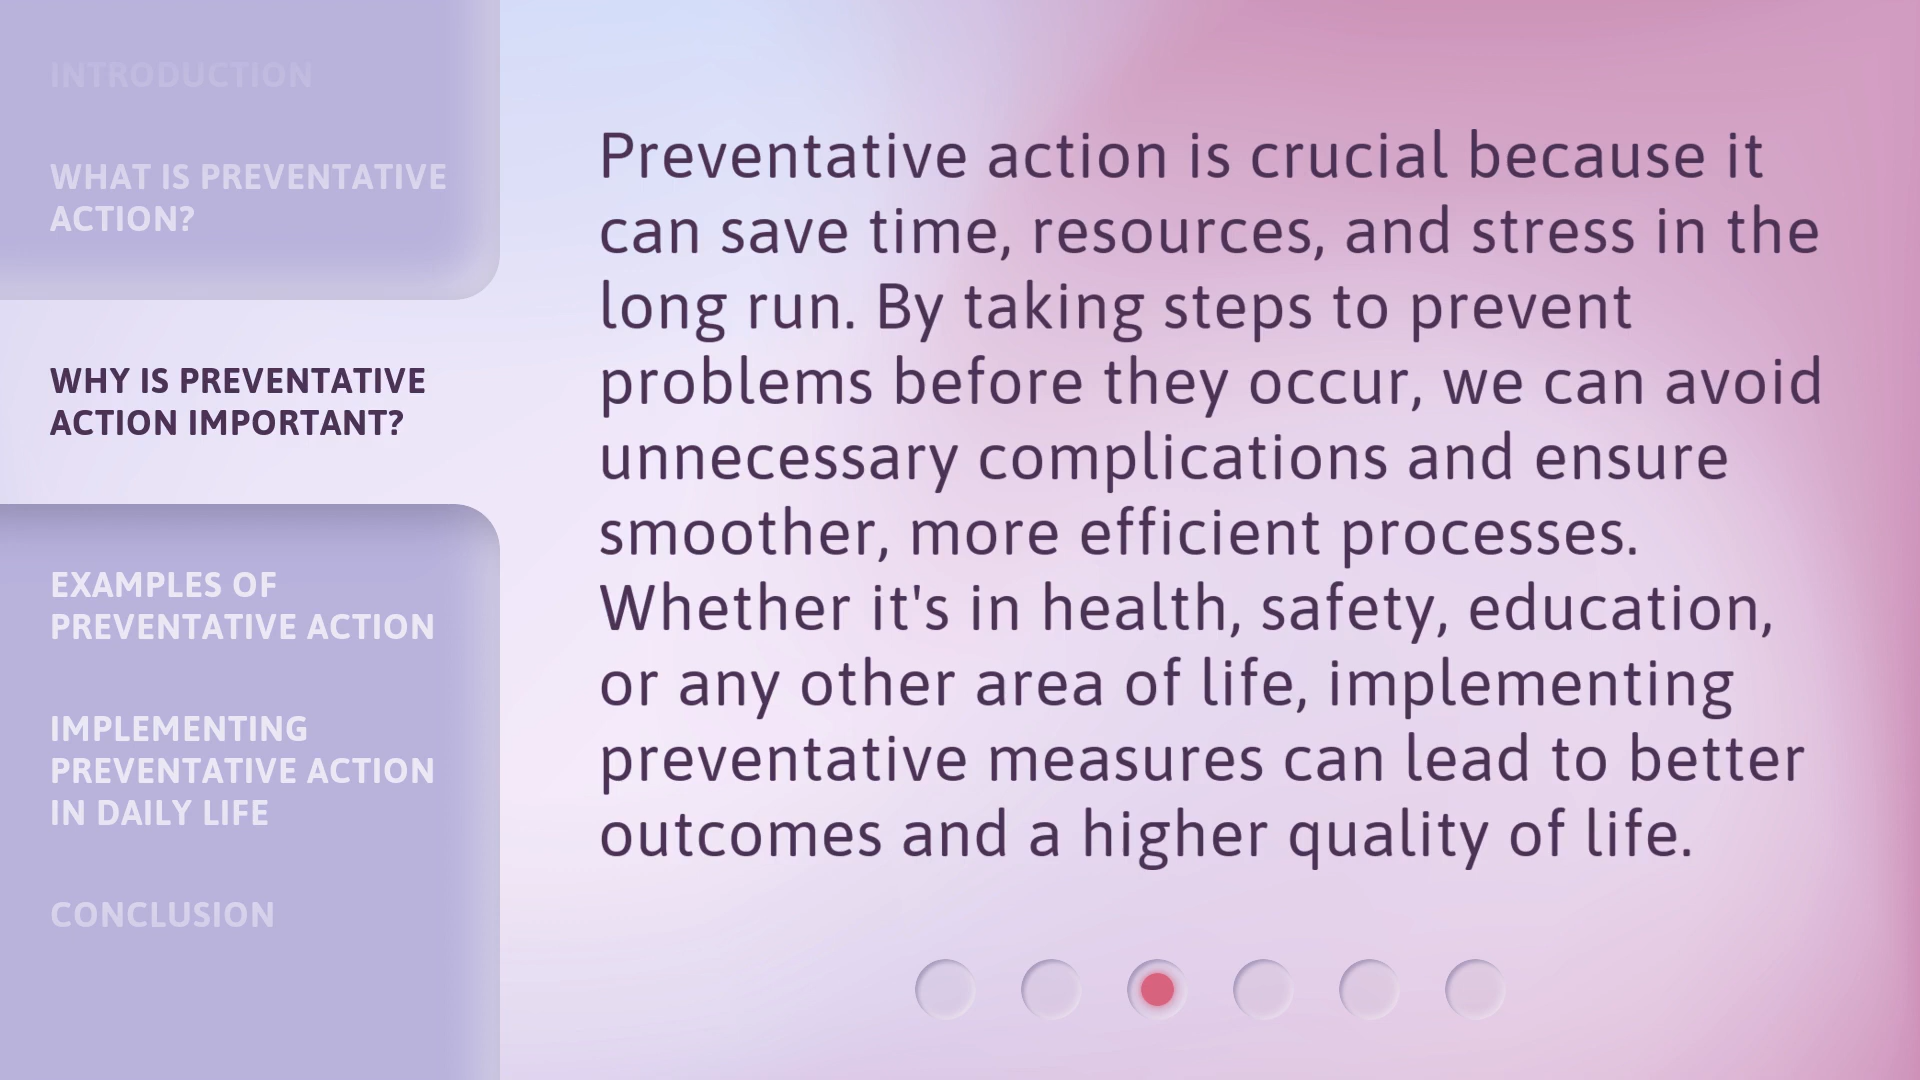 INTRODUCTION
WHAT IS PREVENTATIVE
ACTION?
WHY IS PREVENTATIVE
ACTION IMPORTANT?
EXAMPLES OF
PREVENTATIVE ACTION
IMPLEMENTING
PREVENTATIVE ACTION
IN DAILY LIFE
CONCLUSION
Preventative action is crucial because it
can save time, resources, and stress in the
long run. By taking steps to prevent
problems before they occur, we can avoid
unnecessary complications and ensure
smoother, more efficient processes.
Whether it's in health, safety, education,
or any other area of life, implementing
preventative measures can lead to better
outcomes and a higher quality of life.